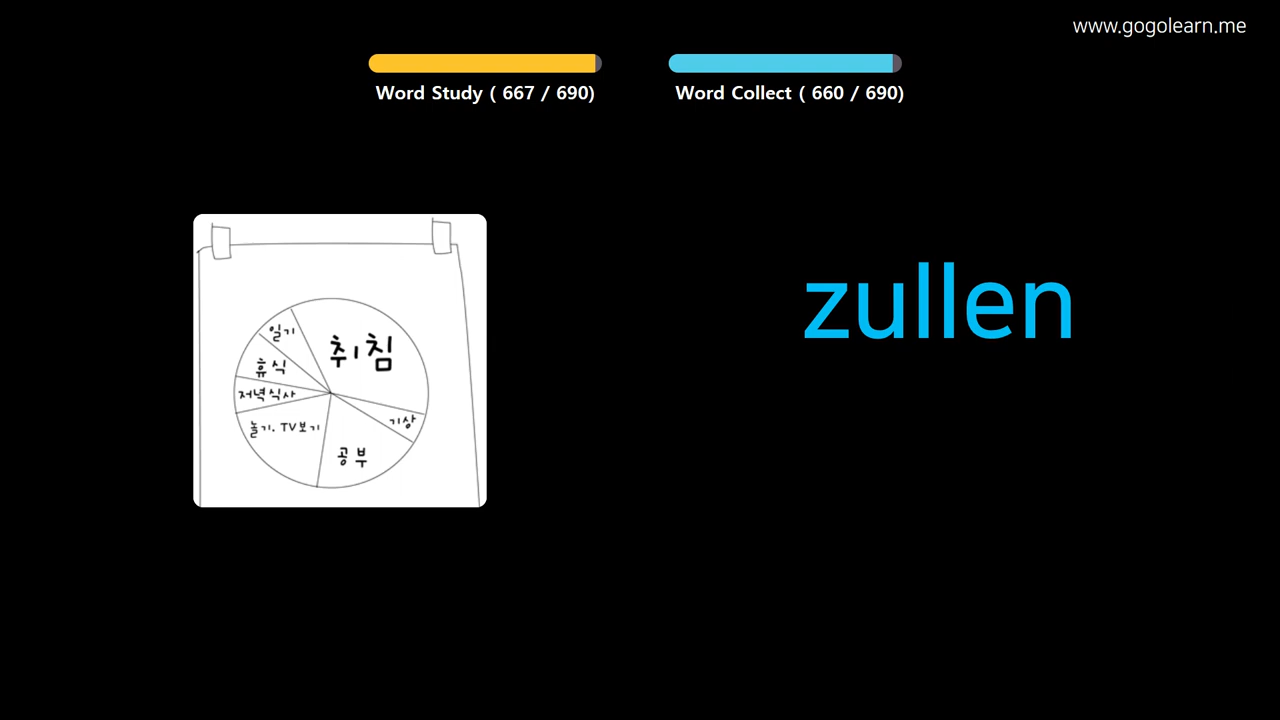 www.gogolearn.me
Word Study ( 667 / 690)
Word Collect ( 660 / 690)
zullen
일기
취침
휴식
저녁식사
기상
놀기. TV보기
공부